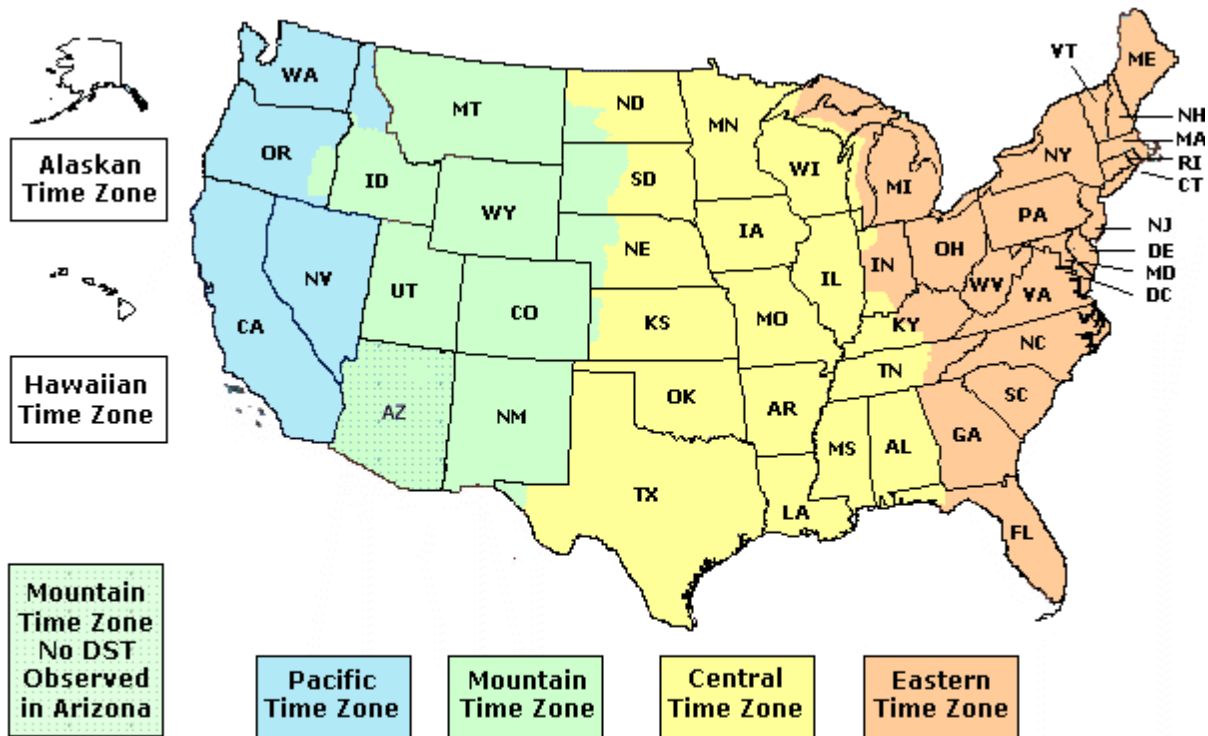 WA
MT
ND
MN
VT
ME
NH
MA
RI
CT
OR
ID
WY
SD
WI
MI
NY
PA
NJ
DE
MD
DC
Alaskan
Time Zone
NV
UT
CO
NE
IA
IL
IN
OH
WV
VA
CA
KS
MO
KY
NC
Hawaiian
Time Zone
AZ
NM
OK
AR
TN
SC
TX
LA
MS
AL
GA
FL
Mountain
Time Zone
No DST
Observed
in Arizona
Pacific
Time Zone
Mountain
Time Zone
Central
Time Zone
Eastern
Time Zone